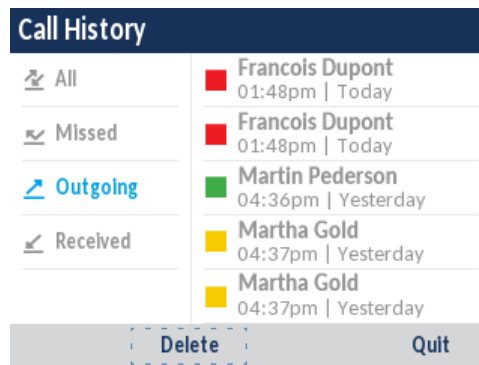 Call History
All
Missed
Outgoing
Received
Francois Dupont
01:48pm | Today
Francois Dupont
01:48pm | Today
Martin Pederson
04:36pm | Yesterday
Martha Gold
04:37pm | Yesterday
Martha Gold
04:37pm | Yesterday
Delete
Quit